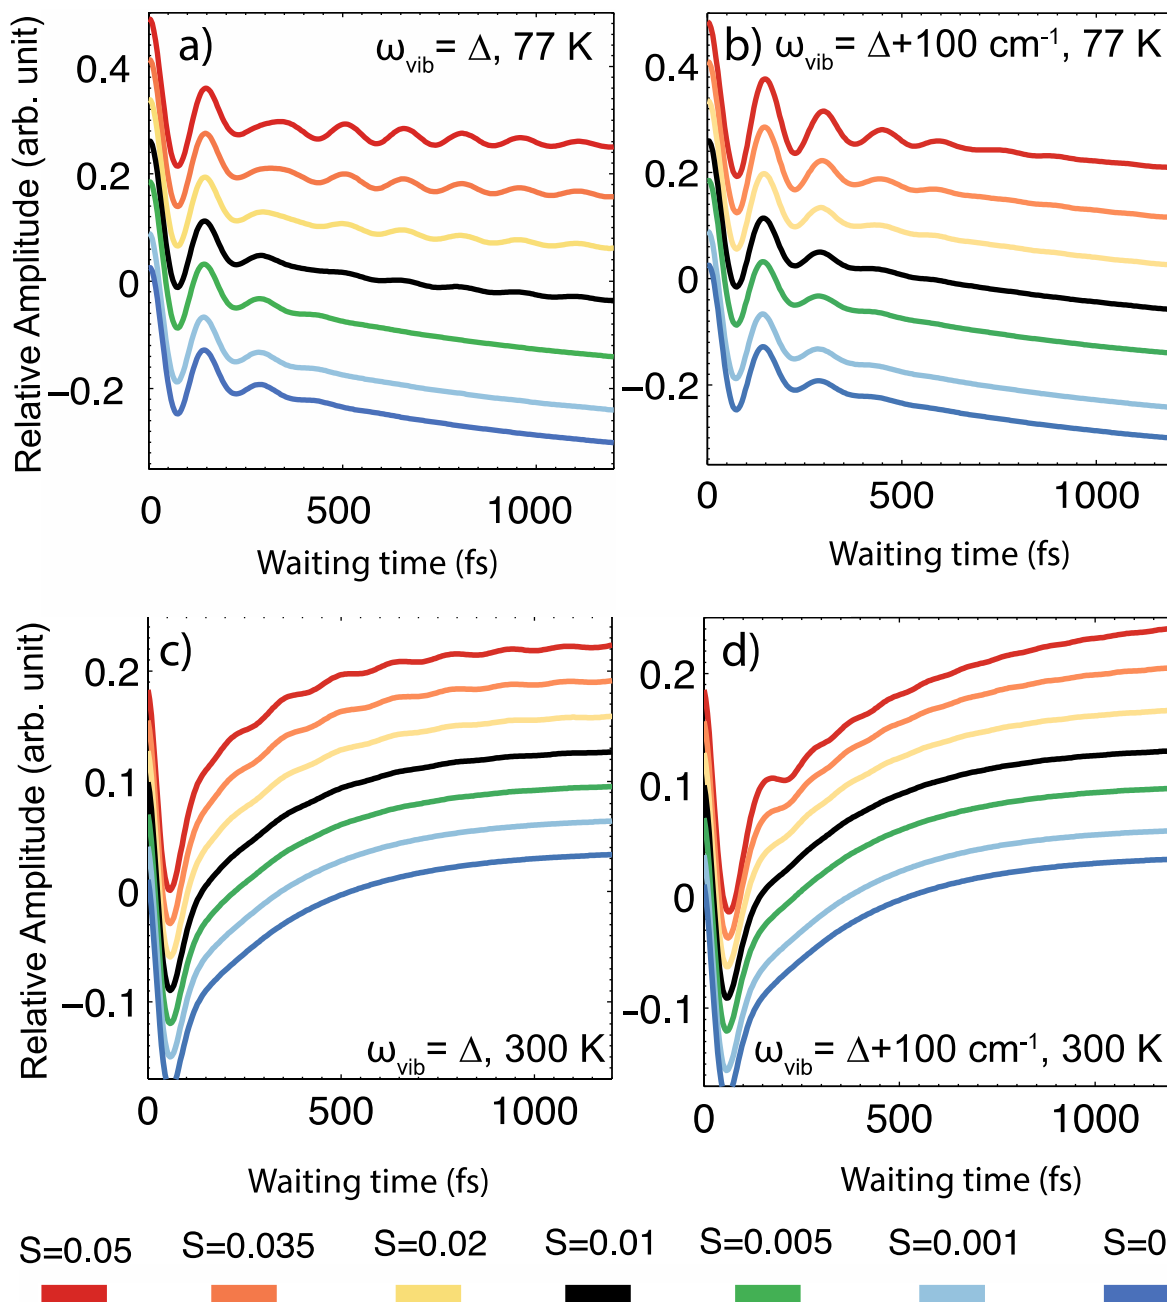 a)
ω_vib = Δ, 77 K
b)
ω_vib = Δ+100 cm⁻¹, 77 K
Relative Amplitude (arb. unit)
0.4
0.2
0
−0.2
0.4
0.2
0
−0.2
0 500 1000
0 500 1000
Waiting time (fs)
Waiting time (fs)
c)
d)
Relative Amplitude (arb. unit)
0.2
0.1
0
−0.1
0.2
0.1
0
−0.1
ω_vib = Δ, 300 K
ω_vib = Δ+100 cm⁻¹, 300 K
0 500 1000
0 500 1000
Waiting time (fs)
Waiting time (fs)
S=0.05 S=0.035 S=0.02 S=0.01 S=0.005 S=0.001 S=0